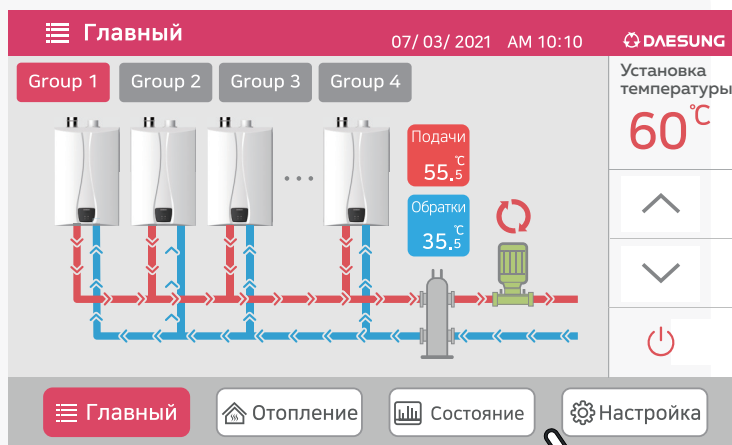 Главный
07/ 03/ 2021 AM 10:10
DAESUNG
Group 1
Group 2
Group 3
Group 4
Установка
температуры
60°C
Подачи
55.5 °C
Обратки
35.5 °C
Главный
Отопление
Состояние
Настройка